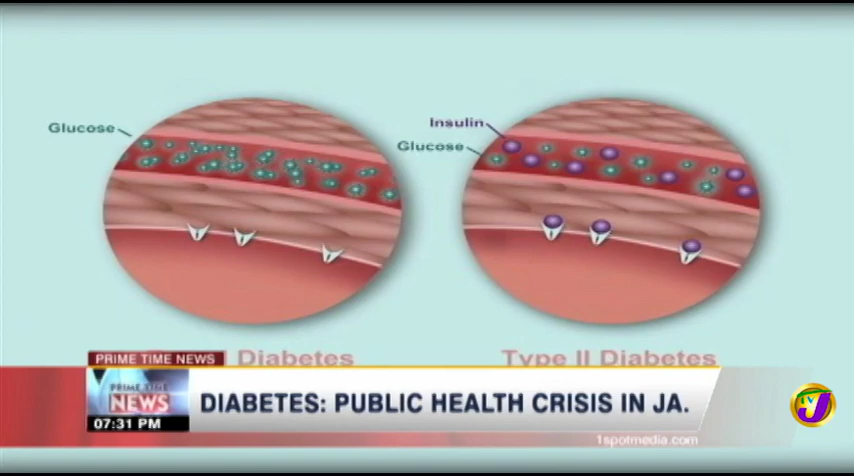 Glucose
Insulin
Glucose
Diabetes
Type II Diabetes
PRIME TIME NEWS
PRIME TIME
NEWS
07:31 PM
DIABETES: PUBLIC HEALTH CRISIS IN JA.
1spotmedia.com
TVJ